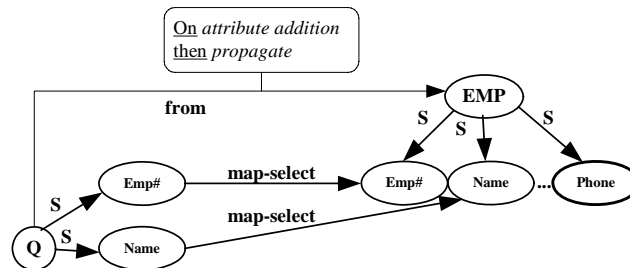 On attribute addition
then propagate
from
EMP
S
S
S
Emp#
map-select
Emp#
Name
...
Phone
map-select
S
S
Q
Name